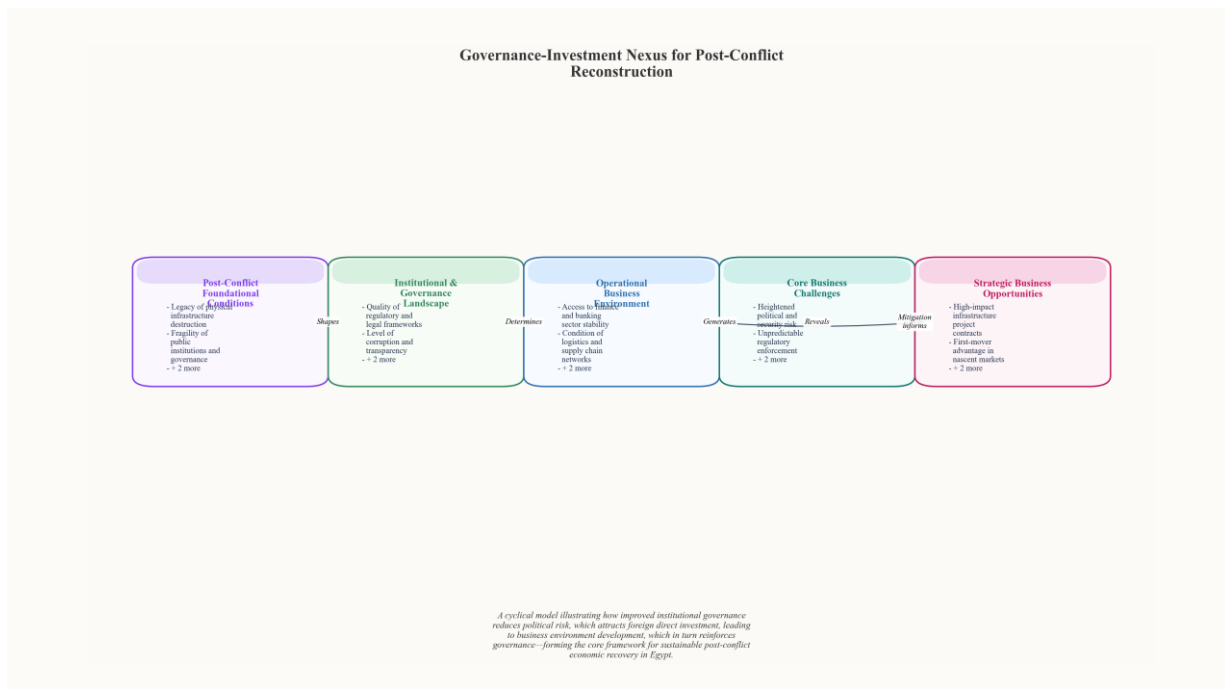 Governance-Investment Nexus for Post-Conflict
Reconstruction
Post-Conflict
Foundational
Conditions
- Legacy of physical
infrastructure
destruction
- Fragility of
public
institutions and
governance
- + 2 more
Shapes
Institutional &
Governance
Landscape
- Quality of
regulatory and
legal frameworks
- Level of
corruption and
transparency
- + 2 more
Determines
Operational
Business
Environment
- Access to finance
and banking
sector stability
- Condition of
logistics and
supply chain
networks
- + 2 more
Generates
Core Business
Challenges
- Heightened
political and
security risk
- Unpredictable
regulatory
enforcement
- + 2 more
Reveals
Mitigation
informs
Strategic Business
Opportunities
- High-impact
infrastructure
project
contracts
- First-mover
advantage in
nascent markets
- + 2 more
A cyclical model illustrating how improved institutional governance
reduces political risk, which attracts foreign direct investment, leading
to business environment development, which in turn reinforces
governance—forming the core framework for sustainable post-conflict
economic recovery in Egypt.